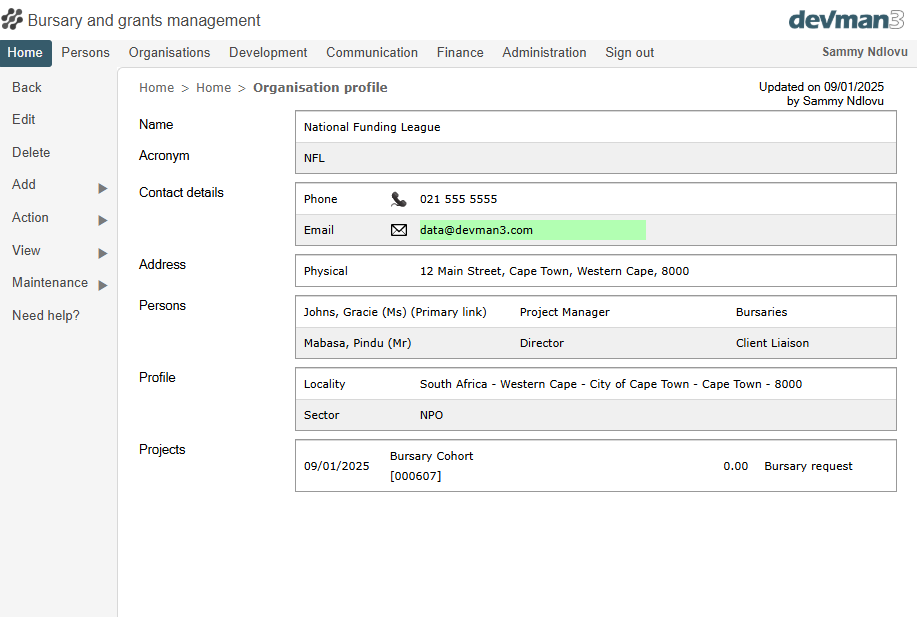 Bursary and grants management
devman3
Home Persons Organisations Development Communication Finance Administration Sign out Sammy Ndlovu
Back
Edit
Delete
Add
Action
View
Maintenance
Need help?
Home > Home > Organisation profile
Updated on 09/01/2025
by Sammy Ndlovu
Name National Funding League
Acronym NFL
Contact details Phone 021 555 5555
Email data@devman3.com
Address Physical 12 Main Street, Cape Town, Western Cape, 8000
Persons Johns, Gracie (Ms) (Primary link) Project Manager Bursaries
Mabasa, Pindu (Mr) Director Client Liaison
Profile Locality South Africa - Western Cape - City of Cape Town - Cape Town - 8000
Sector NPO
Projects 09/01/2025 Bursary Cohort 0.00 Bursary request
[000607]